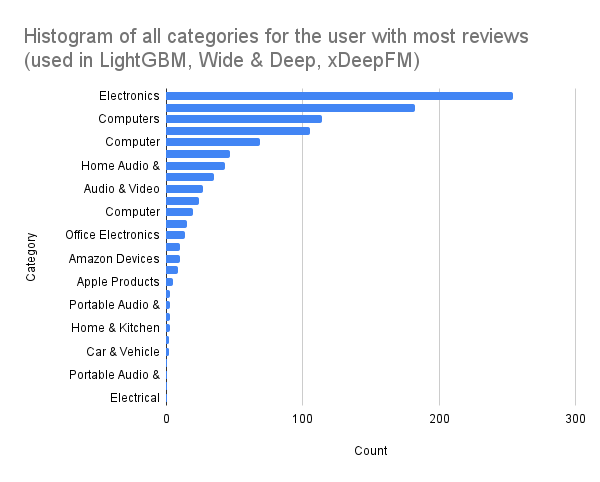 Histogram of all categories for the user with most reviews
(used in LightGBM, Wide & Deep, xDeepFM)
Electronics
Computers
Computer
Home Audio &
Audio & Video
Computer
Office Electronics
Amazon Devices
Apple Products
Portable Audio &
Home & Kitchen
Car & Vehicle
Portable Audio &
Electrical
Category
0 100 200 300
Count